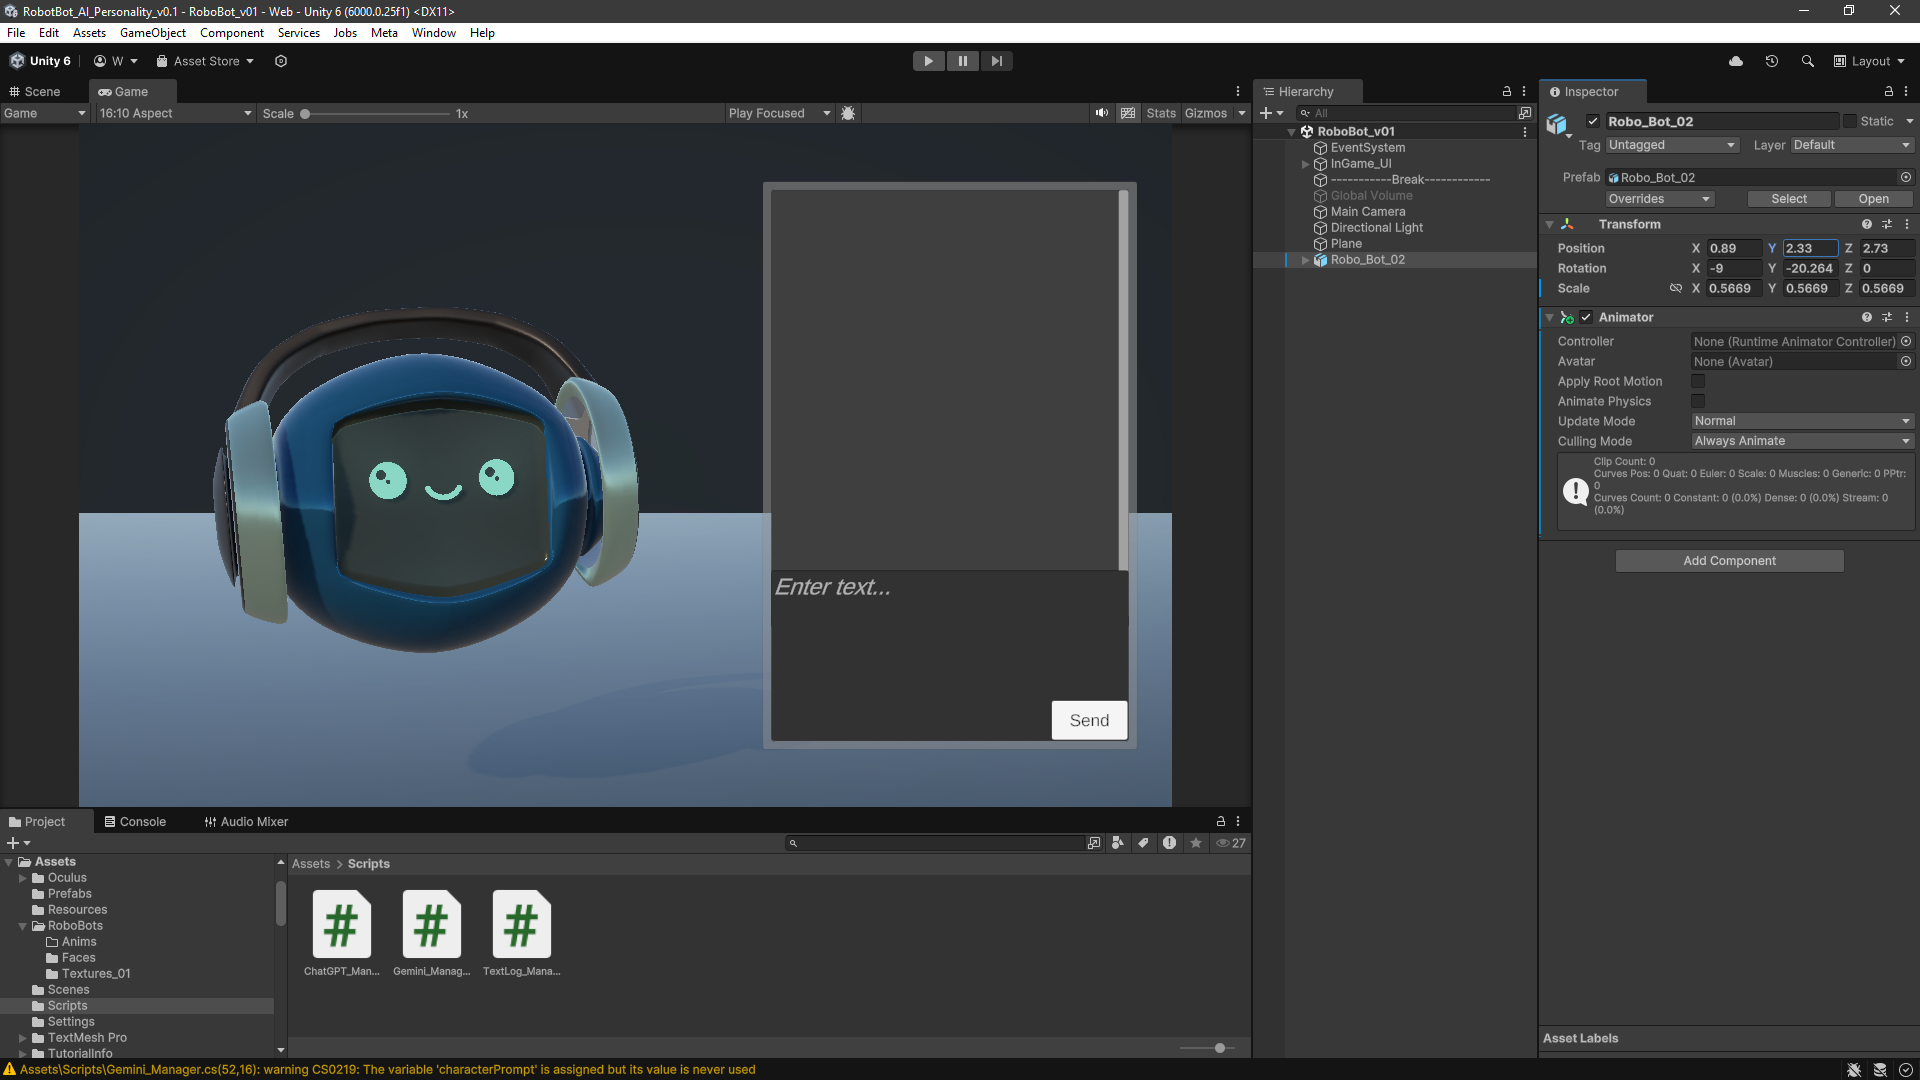 RobotBot_AI_Personality_v0.1 - RoboBot_v01 - Web - Unity 6 (6000.0.25f1) <DX11>
File Edit Assets GameObject Component Services Jobs Meta Window Help
Unity 6 W Asset Store Layout
Scene Game
Game 16:10 Aspect Scale 1x Play Focused Stats Gizmos
Enter text...
Send
Hierarchy
All
RoboBot_v01
EventSystem
InGame_UI
-----------Break------------
Global Volume
Main Camera
Directional Light
Plane
Robo_Bot_02
Inspector
Robo_Bot_02 Static
Tag Untagged Layer Default
Prefab Robo_Bot_02
Overrides Select Open
Transform
Position X 0.89 Y 2.33 Z 2.73
Rotation X -9 Y -20.264 Z 0
Scale X 0.5669 Y 0.5669 Z 0.5669
Animator
Controller None (Runtime Animator Controller)
Avatar None (Avatar)
Apply Root Motion
Animate Physics
Update Mode Normal
Culling Mode Always Animate
Clip Count: 0
Curves Pos: 0 Quat: 0 Euler: 0 Scale: 0 Muscles: 0 Generic: 0 PPtr:
0
Curves Count: 0 Constant: 0 (0.0%) Dense: 0 (0.0%) Stream: 0
(0.0%)
Add Component
Asset Labels
Project Console Audio Mixer
27
Assets
Oculus
Prefabs
Resources
RoboBots
Anims
Faces
Textures_01
Scenes
Scripts
Settings
TextMesh Pro
TutorialInfo
Assets > Scripts
ChatGPT_Man... Gemini_Manag... TextLog_Mana...
Assets\Scripts\Gemini_Manager.cs(52,16): warning CS0219: The variable 'characterPrompt' is assigned but its value is never used